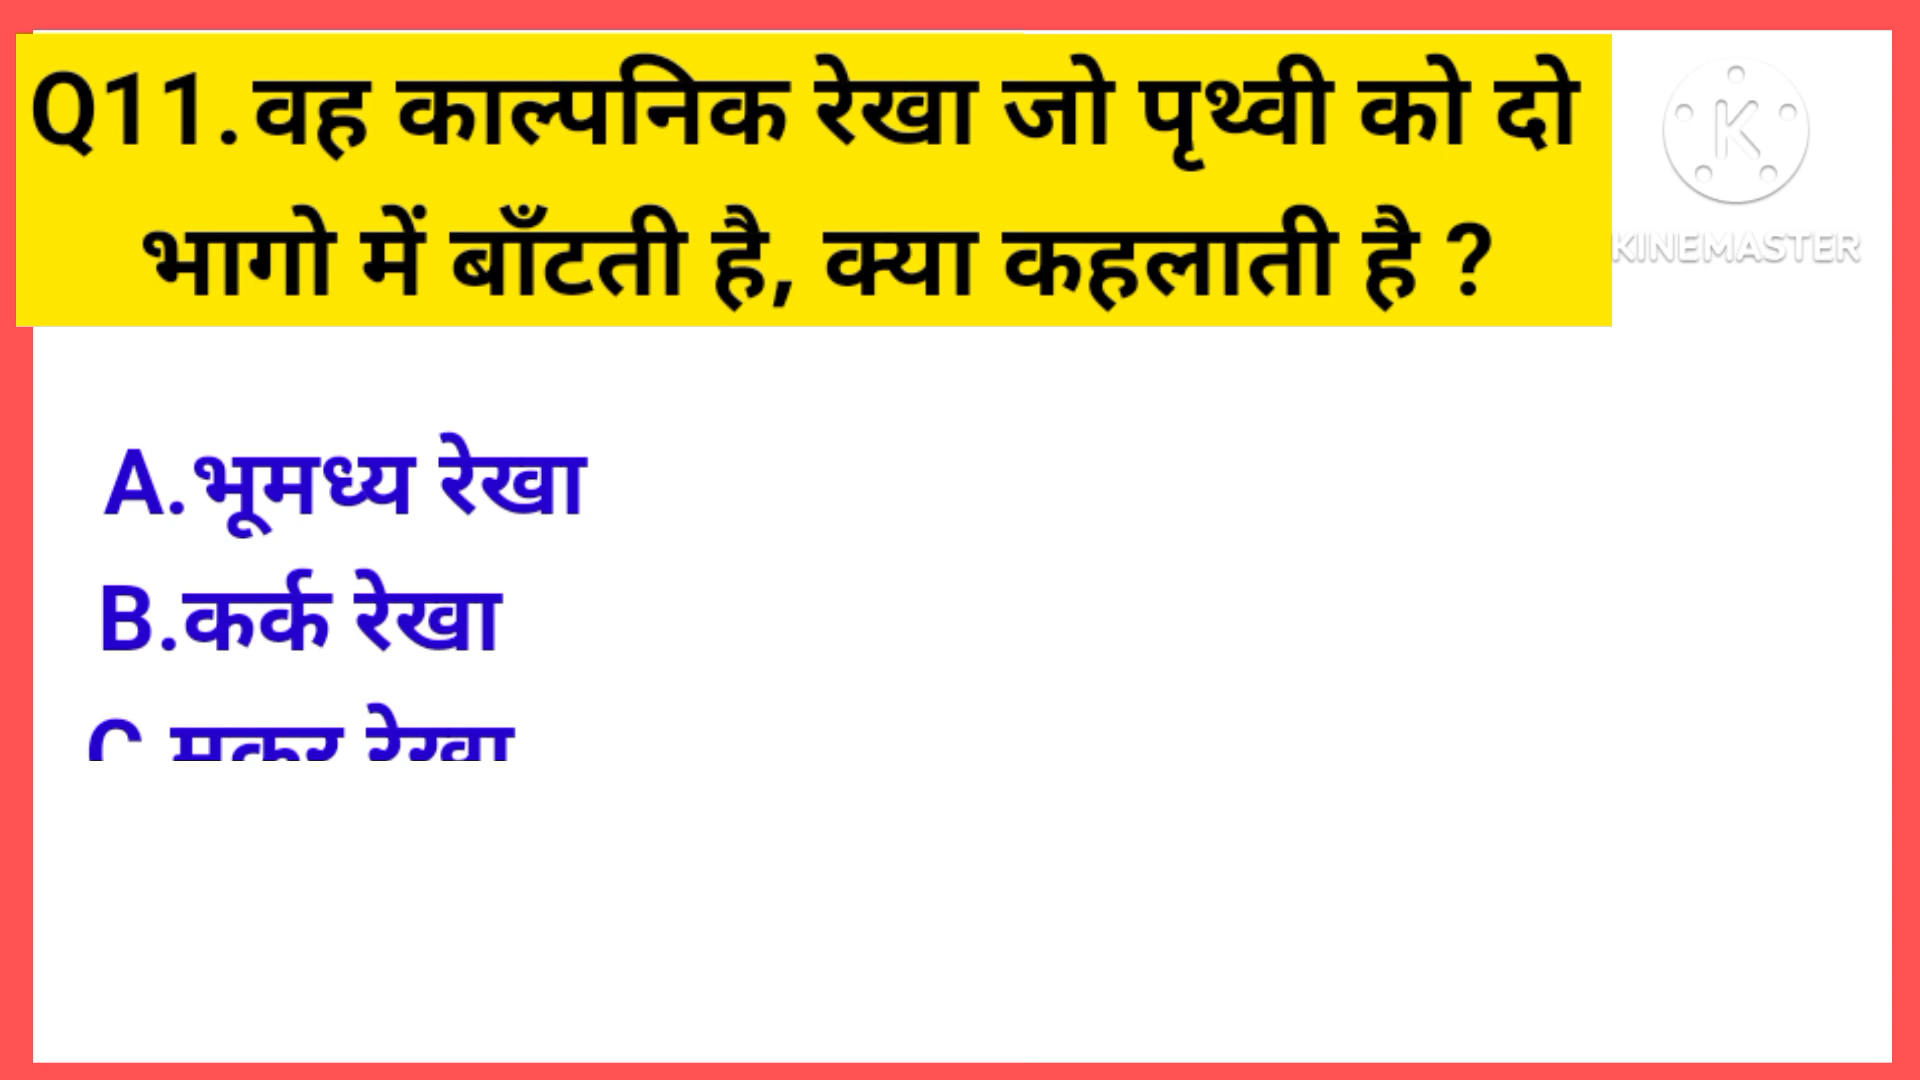 Q11.वह काल्पनिक रेखा जो पृथ्वी को दो
भागो में बाँटती है, क्या कहलाती है ?
KINEMASTER
A.भूमध्य रेखा
B.कर्क रेखा
C.मकर रेखा